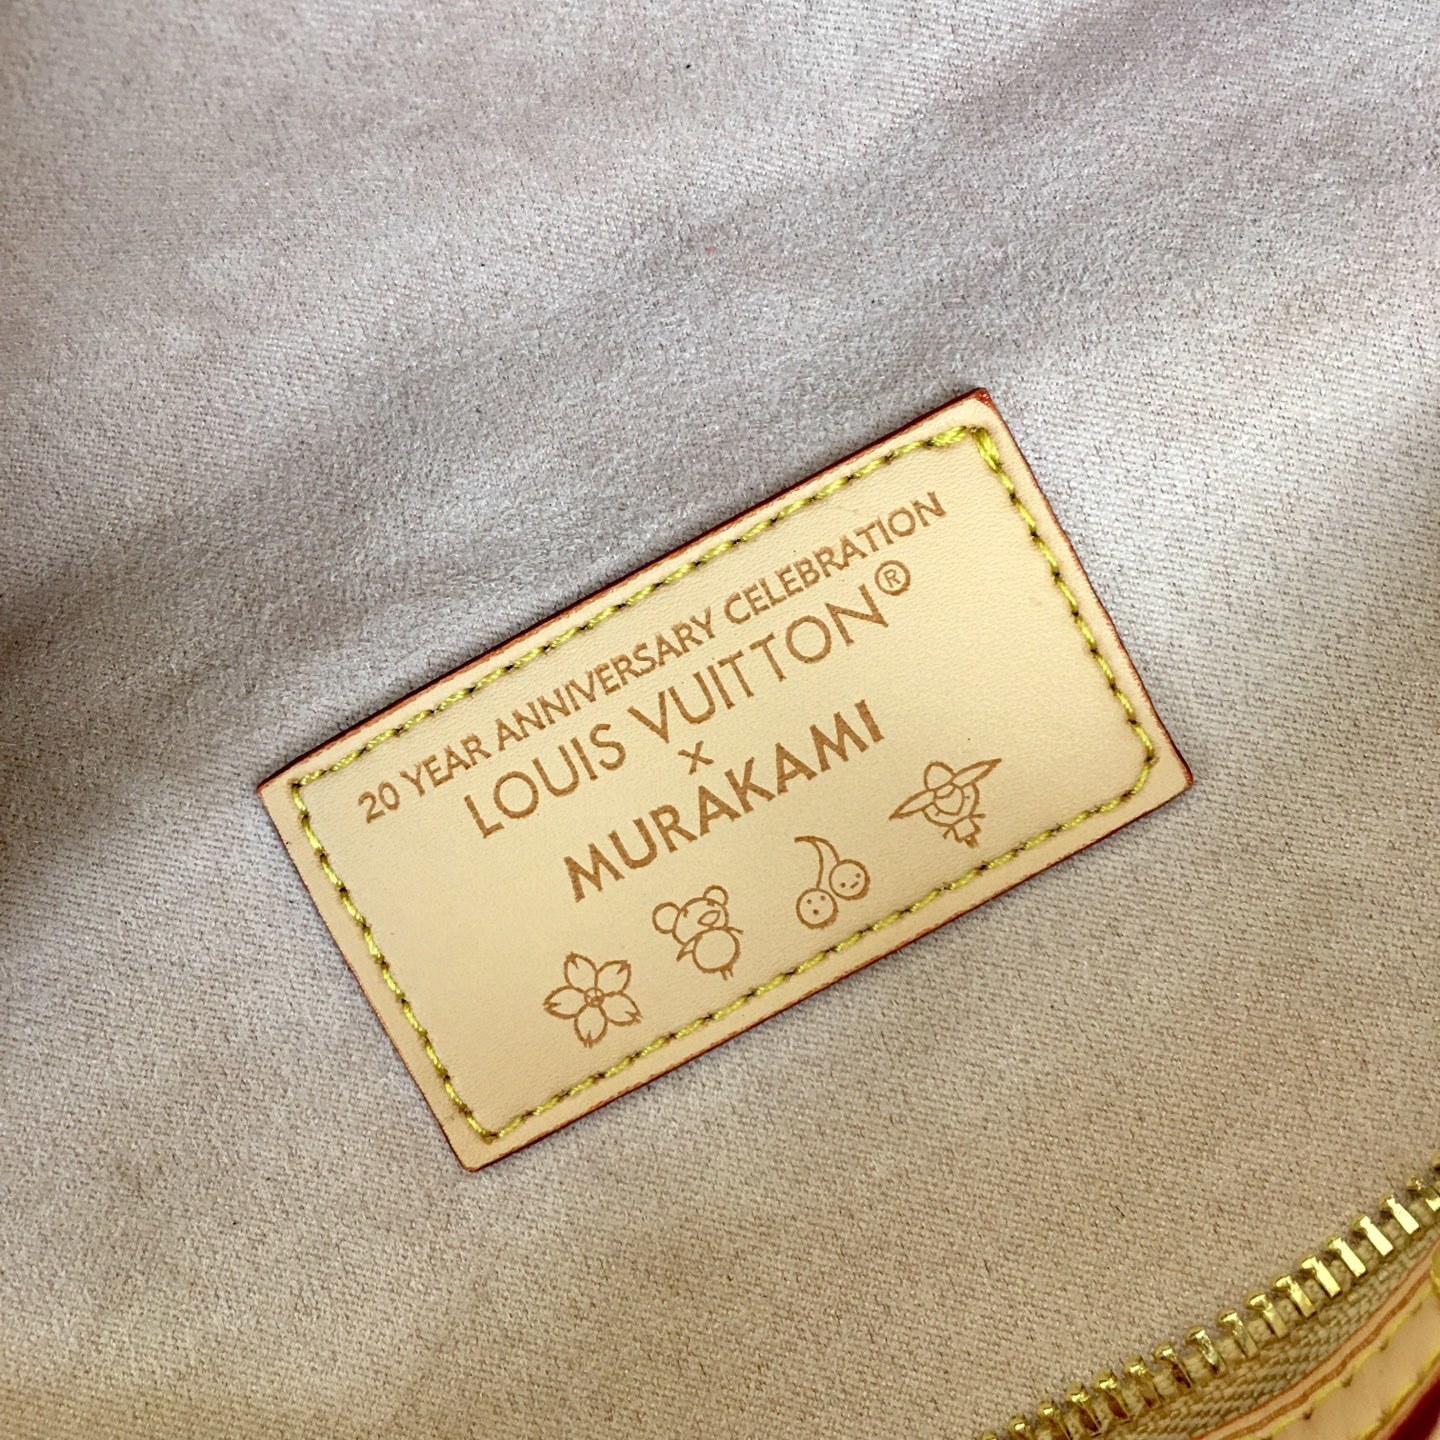 20 YEAR ANNIVERSARY CELEBRATION
LOUIS VUITTON®
×
MURAKAMI